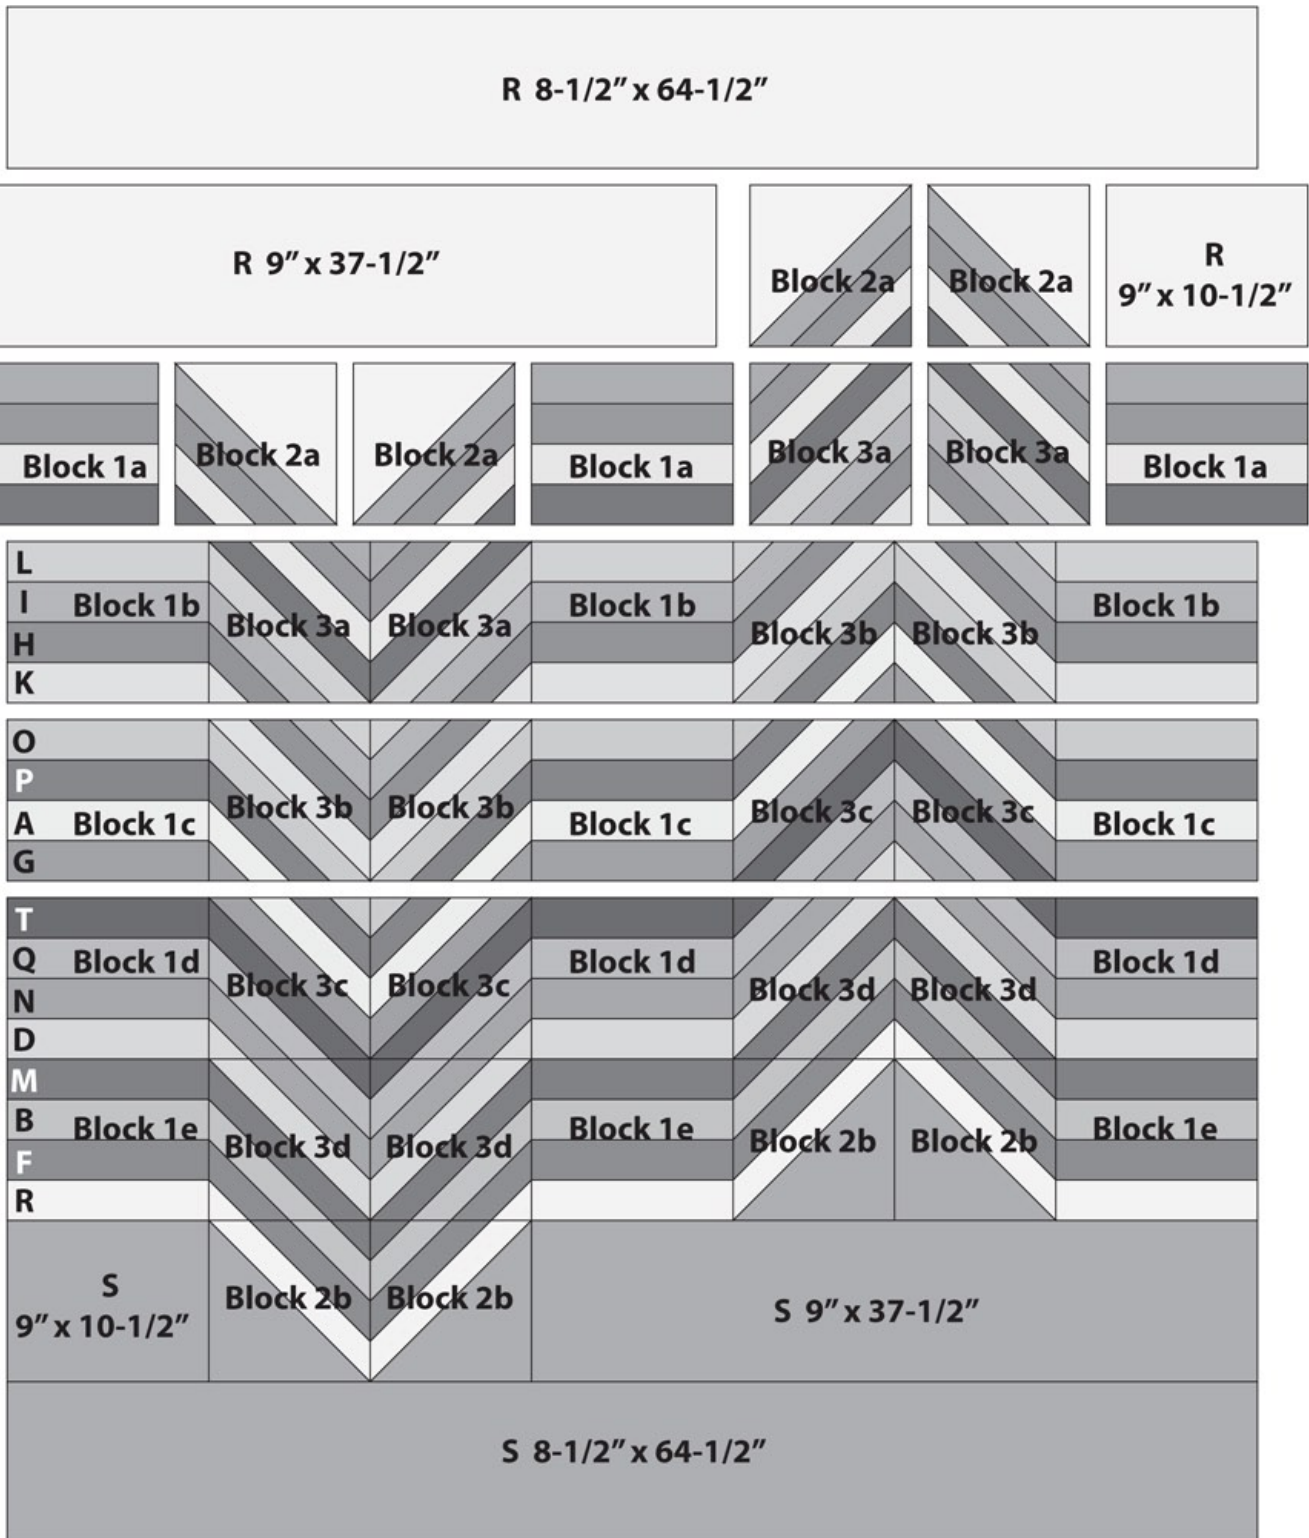 R 8-1/2” x 64-1/2”
R 9” x 37-1/2”
Block 2a
Block 2a
R
9” x 10-1/2”
Block 1a
Block 2a
Block 2a
Block 1a
Block 3a
Block 3a
Block 1a
L
I
Block 1b
H
K
Block 3a
Block 3a
Block 1b
Block 3b
Block 3b
Block 1b
O
P
A
Block 1c
G
Block 3b
Block 3b
Block 1c
Block 3c
Block 3c
Block 1c
T
Q
Block 1d
N
D
Block 3c
Block 3c
Block 1d
Block 3d
Block 3d
Block 1d
M
B
Block 1e
F
R
Block 3d
Block 3d
Block 1e
Block 2b
Block 2b
Block 1e
S
9” x 10-1/2”
Block 2b
Block 2b
S 9” x 37-1/2”
S 8-1/2” x 64-1/2”